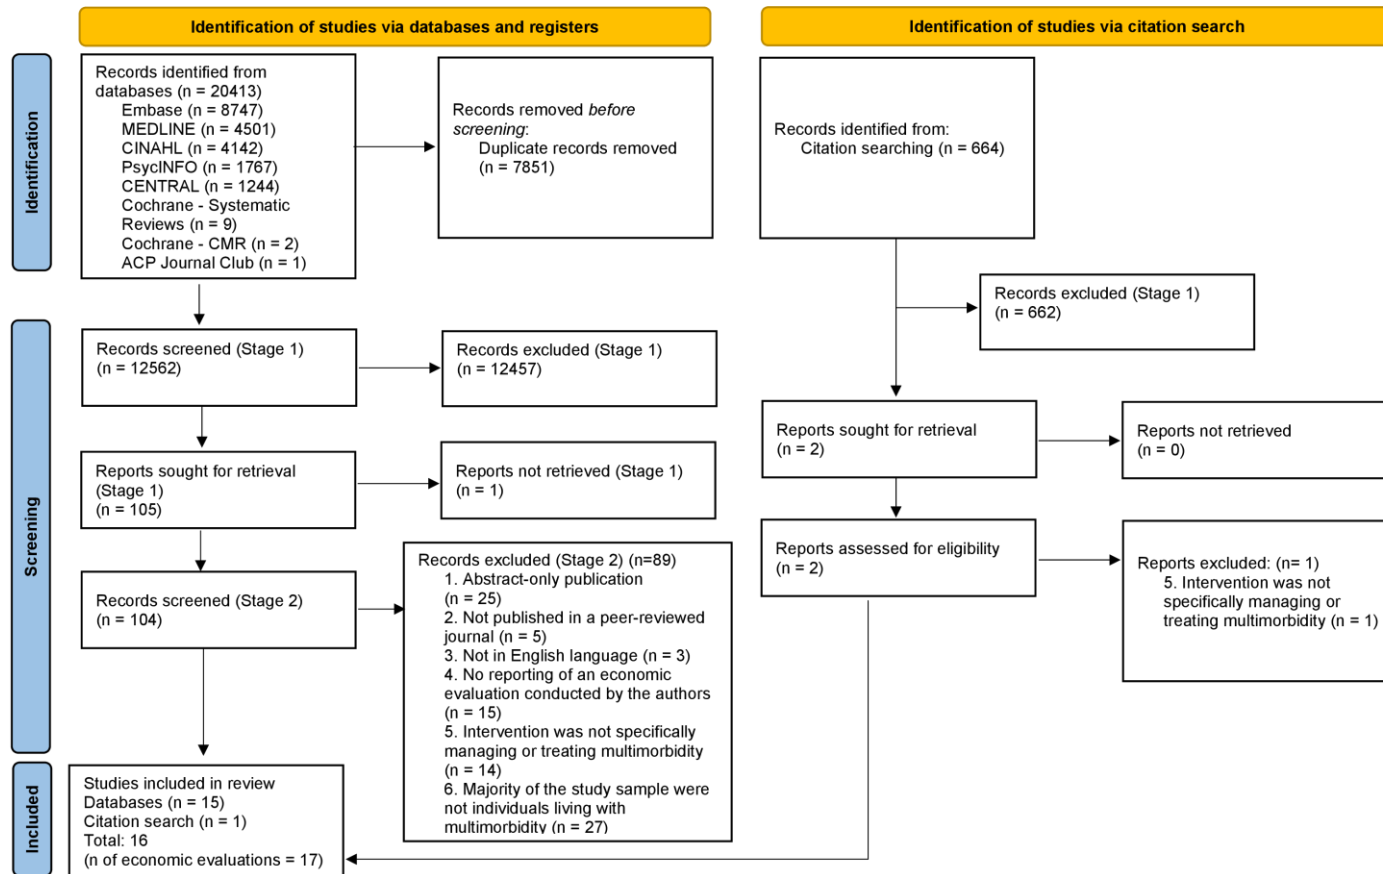 Identification of studies via databases and registers
Identification of studies via citation search
Identification
Records identified from
databases (n = 20413)
Embase (n = 8747)
MEDLINE (n = 4501)
CINAHL (n = 4142)
PsycINFO (n = 1767)
CENTRAL (n = 1244)
Cochrane - Systematic
Reviews (n = 9)
Cochrane - CMR (n = 2)
ACP Journal Club (n = 1)
Records removed before
screening:
Duplicate records removed
(n = 7851)
Records identified from:
Citation searching (n = 664)
Records excluded (Stage 1)
(n = 662)
Screening
Records screened (Stage 1)
(n = 12562)
Records excluded (Stage 1)
(n = 12457)
Reports sought for retrieval
(Stage 1)
(n = 105)
Reports not retrieved (Stage 1)
(n = 1)
Reports sought for retrieval
(n = 2)
Reports not retrieved
(n = 0)
Records screened (Stage 2)
(n = 104)
Records excluded (Stage 2) (n=89)
1. Abstract-only publication
(n = 25)
2. Not published in a peer-reviewed
journal (n = 5)
3. Not in English language (n = 3)
4. No reporting of an economic
evaluation conducted by the authors
(n = 15)
5. Intervention was not specifically
managing or treating multimorbidity
(n = 14)
6. Majority of the study sample were
not individuals living with
multimorbidity (n = 27)
Reports assessed for eligibility
(n = 2)
Reports excluded: (n= 1)
5. Intervention was not
specifically managing or
treating multimorbidity (n = 1)
Included
Studies included in review
Databases (n = 15)
Citation search (n = 1)
Total: 16
(n of economic evaluations = 17)